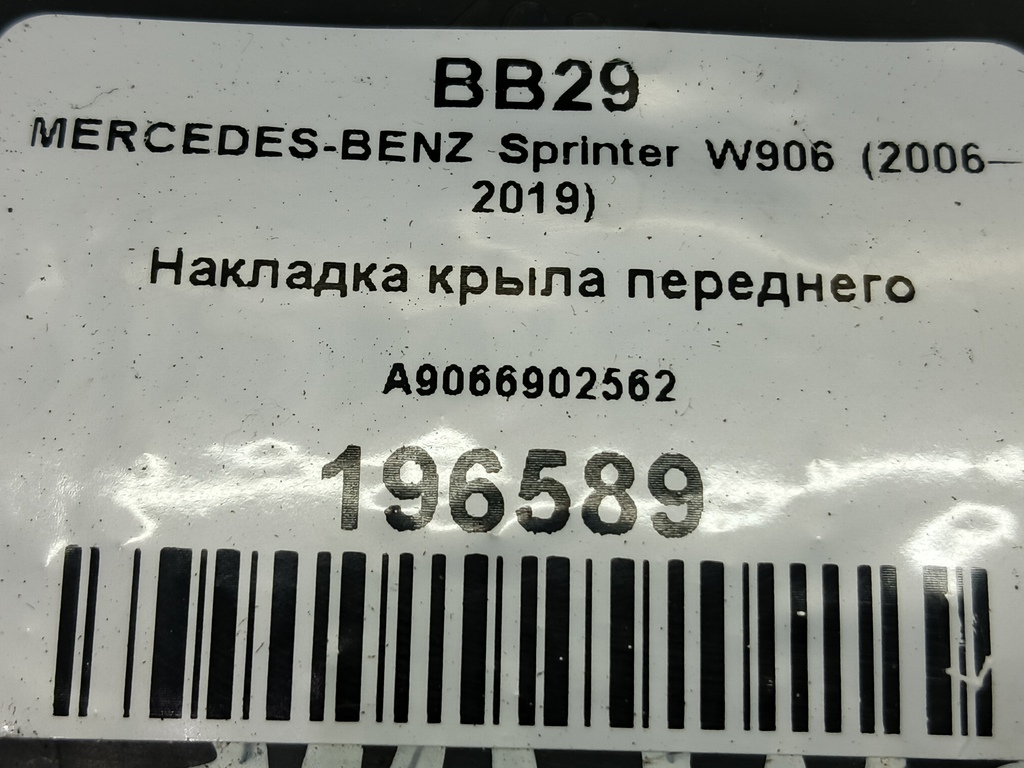 BB29
MERCEDES-BENZ Sprinter W906 (2006—
2019)
Накладка крыла переднего
A9066902562
196589